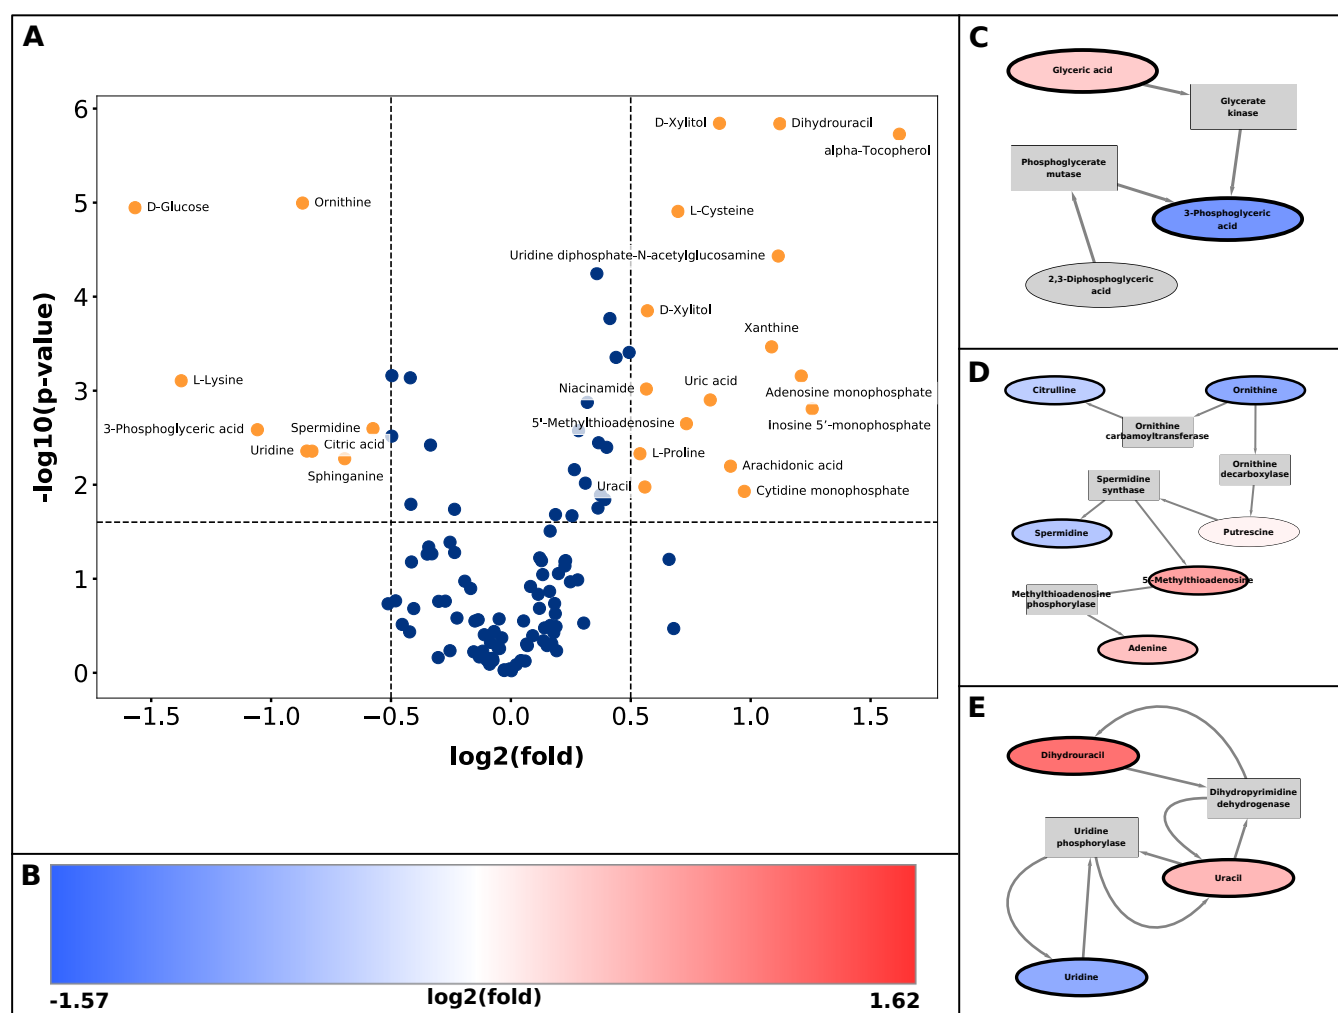 A
6
5
4
3
2
1
0
-log10(p-value)
−1.5
−1.0
−0.5
0.0
0.5
1.0
1.5
log2(fold)
D-Xylitol
Dihydrouracil
alpha-Tocopherol
D-Glucose
Ornithine
L-Cysteine
Uridine diphosphate-N-acetylglucosamine
D-Xylitol
Xanthine
L-Lysine
Niacinamide
Uric acid
Adenosine monophosphate
3-Phosphoglyceric acid
Spermidine
5'-Methylthioadenosine
Inosine 5’-monophosphate
Uridine
Citric acid
Sphinganine
L-Proline
Arachidonic acid
Uracil
Cytidine monophosphate
B
-1.57
log2(fold)
1.62
C
Glyceric acid
Glycerate
kinase
Phosphoglycerate
mutase
3-Phosphoglyceric
acid
2,3-Diphosphoglyceric
acid
D
Citrulline
Ornithine
Ornithine
carbamoyltransferase
Ornithine
decarboxylase
Spermidine
synthase
Spermidine
Putrescine
5'-Methylthioadenosine
Methylthioadenosine
phosphorylase
Adenine
E
Dihydrouracil
Dihydropyrimidine
dehydrogenase
Uridine
phosphorylase
Uracil
Uridine